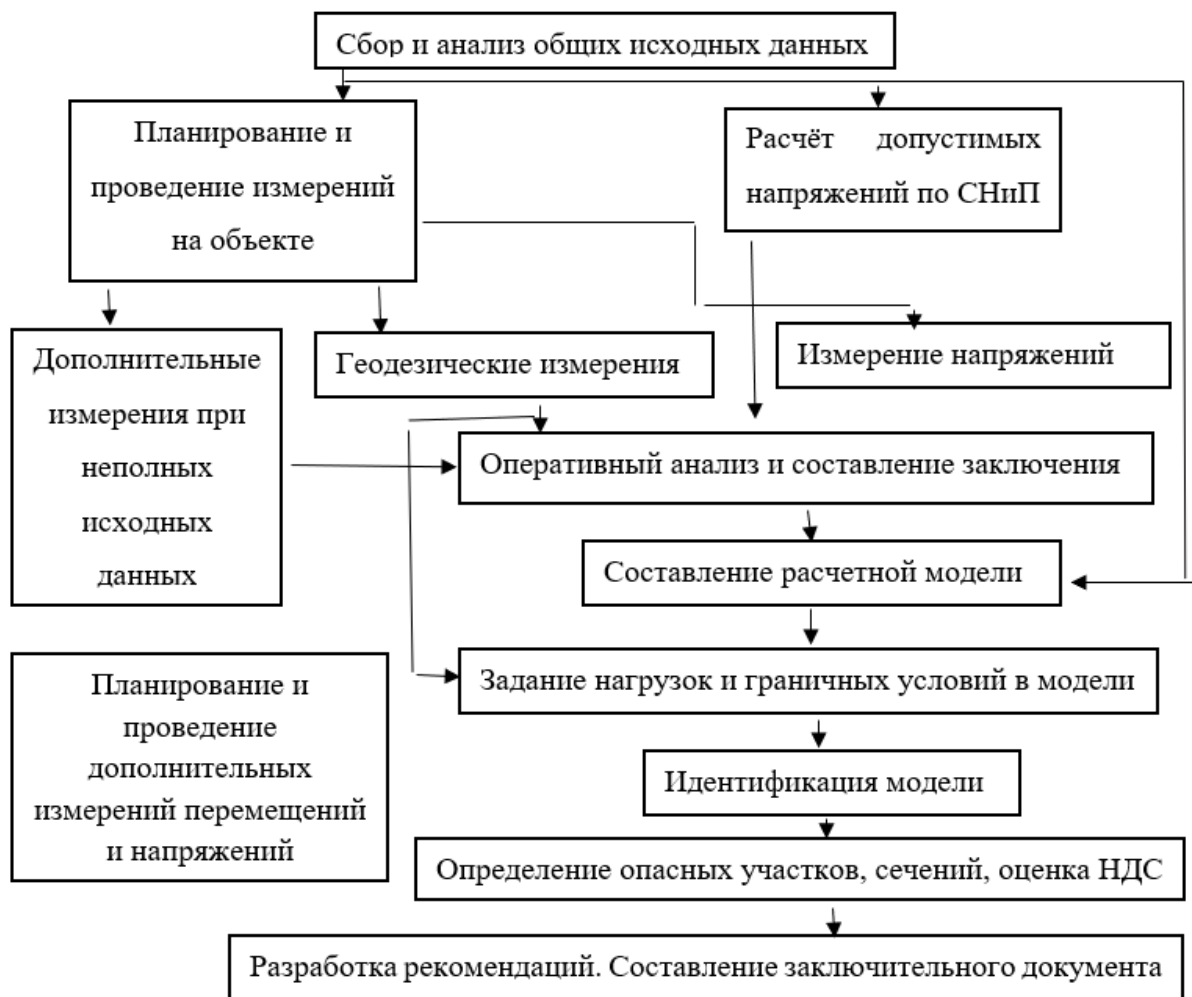 Сбор и анализ общих исходных данных
Планирование и
проведение измерений
на объекте
Расчёт допустимых
напряжений по СНиП
Дополнительные
измерения при
неполных
исходных
данных
Геодезические измерения
Измерение напряжений
Оперативный анализ и составление заключения
Составление расчетной модели
Задание нагрузок и граничных условий в модели
Планирование и
проведение
дополнительных
измерений перемещений
и напряжений
Идентификация модели
Определение опасных участков, сечений, оценка НДС
Разработка рекомендаций. Составление заключительного документа